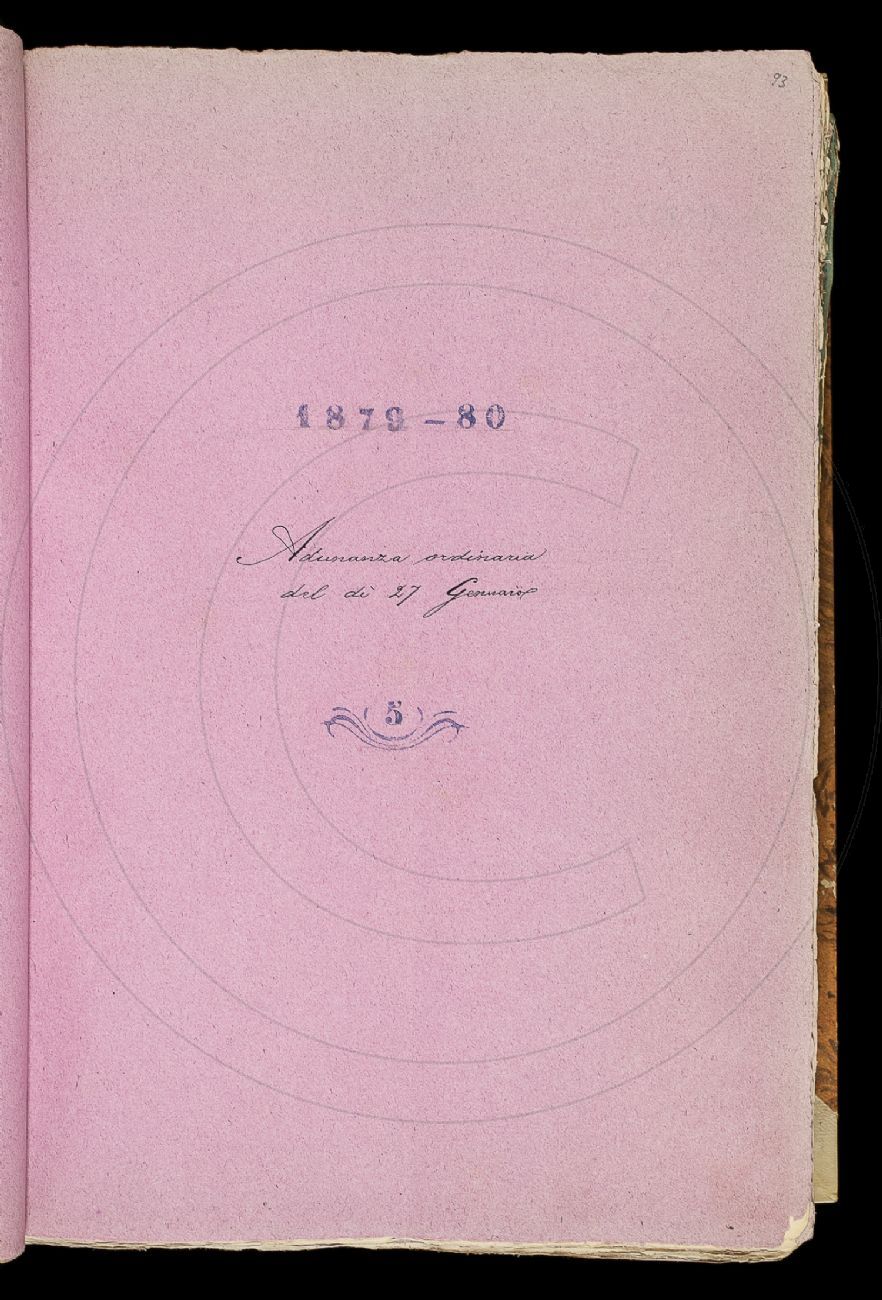 93
1879-80
Adunanza ordinaria
del dì 27 Gennaio
5